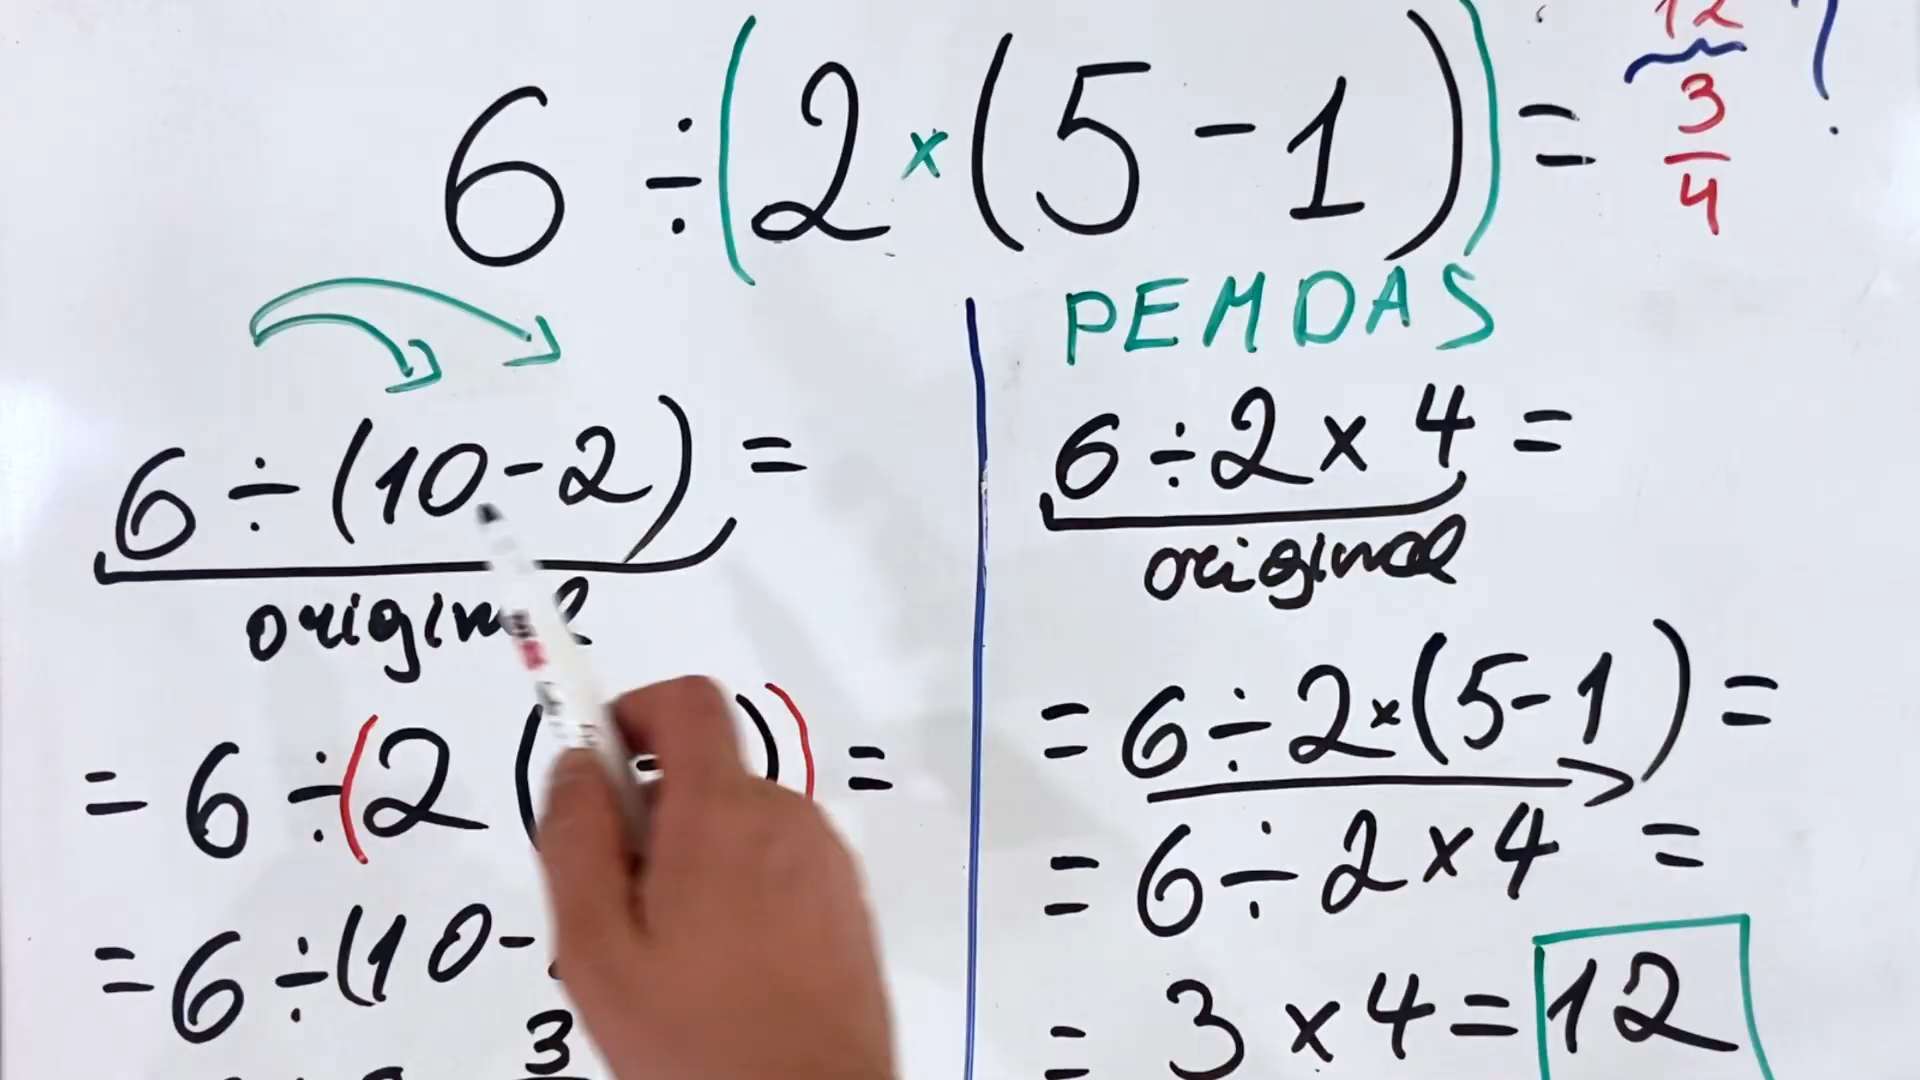 6 ÷ (2 × (5 - 1)) = 12 3/4 ?
PEMDAS
6 ÷ (10 - 2) =
original
= 6 ÷ (2 ( - )) =
= 6 ÷ (10 -
3
6 ÷ 2 × 4 =
original
= 6 ÷ 2 × (5 - 1) =
= 6 ÷ 2 × 4 =
= 3 × 4 = 12